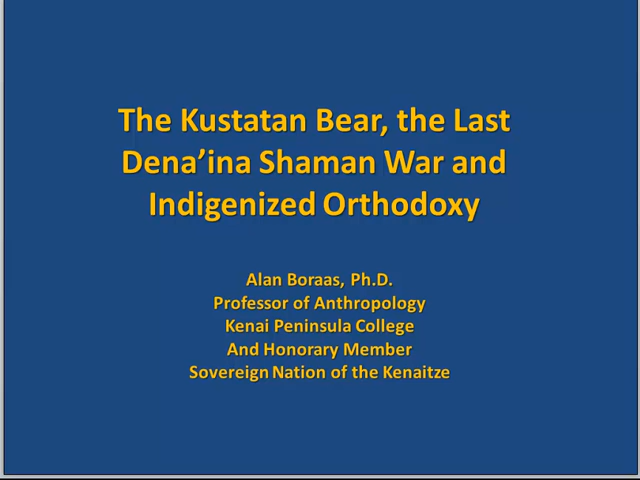 The Kustatan Bear, the Last
Dena’ina Shaman War and
Indigenized Orthodoxy
Alan Boraas, Ph.D.
Professor of Anthropology
Kenai Peninsula College
And Honorary Member
Sovereign Nation of the Kenaitze